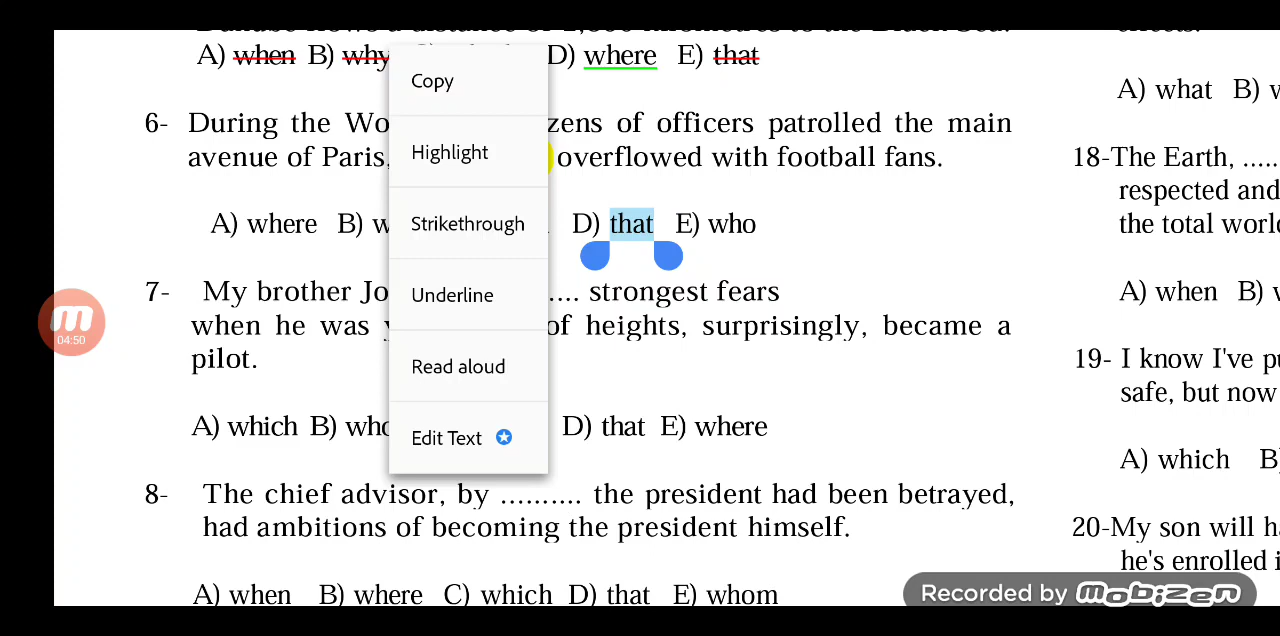 A) when B) why D) where E) that
6- During the Wo zens of officers patrolled the main
avenue of Paris, overflowed with football fans.
A) where B) w D) that E) who
7- My brother Jo .... strongest fears
when he was y of heights, surprisingly, became a
pilot.
A) which B) who D) that E) where
8- The chief advisor, by .......... the president had been betrayed,
had ambitions of becoming the president himself.
A) when B) where C) which D) that E) whom
Copy
Highlight
Strikethrough
Underline
Read aloud
Edit Text
04:50
effects.
A) what B) w
18-The Earth, .....
respected and
the total worl
A) when B) w
19- I know I've pu
safe, but now
A) which B)
20-My son will ha
he's enrolled i
Recorded by mobizen